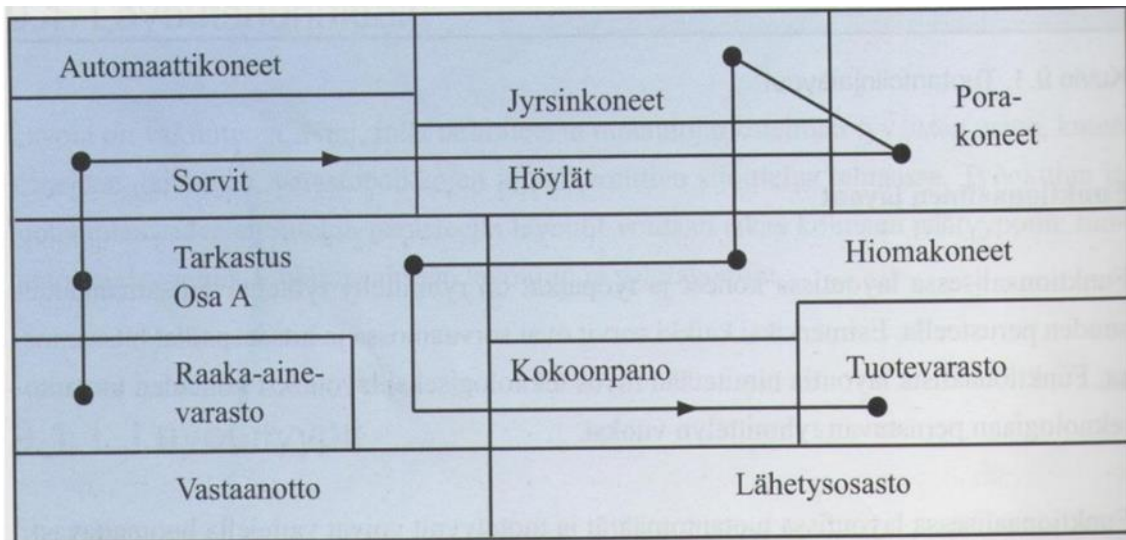 Automaattikoneet
Jyrsinkoneet
Pora-
koneet
Sorvit
Höylät
Tarkastus
Osa A
Hiomakoneet
Raaka-aine-
varasto
Kokoonpano
Tuotevarasto
Vastaanotto
Lähetysosasto